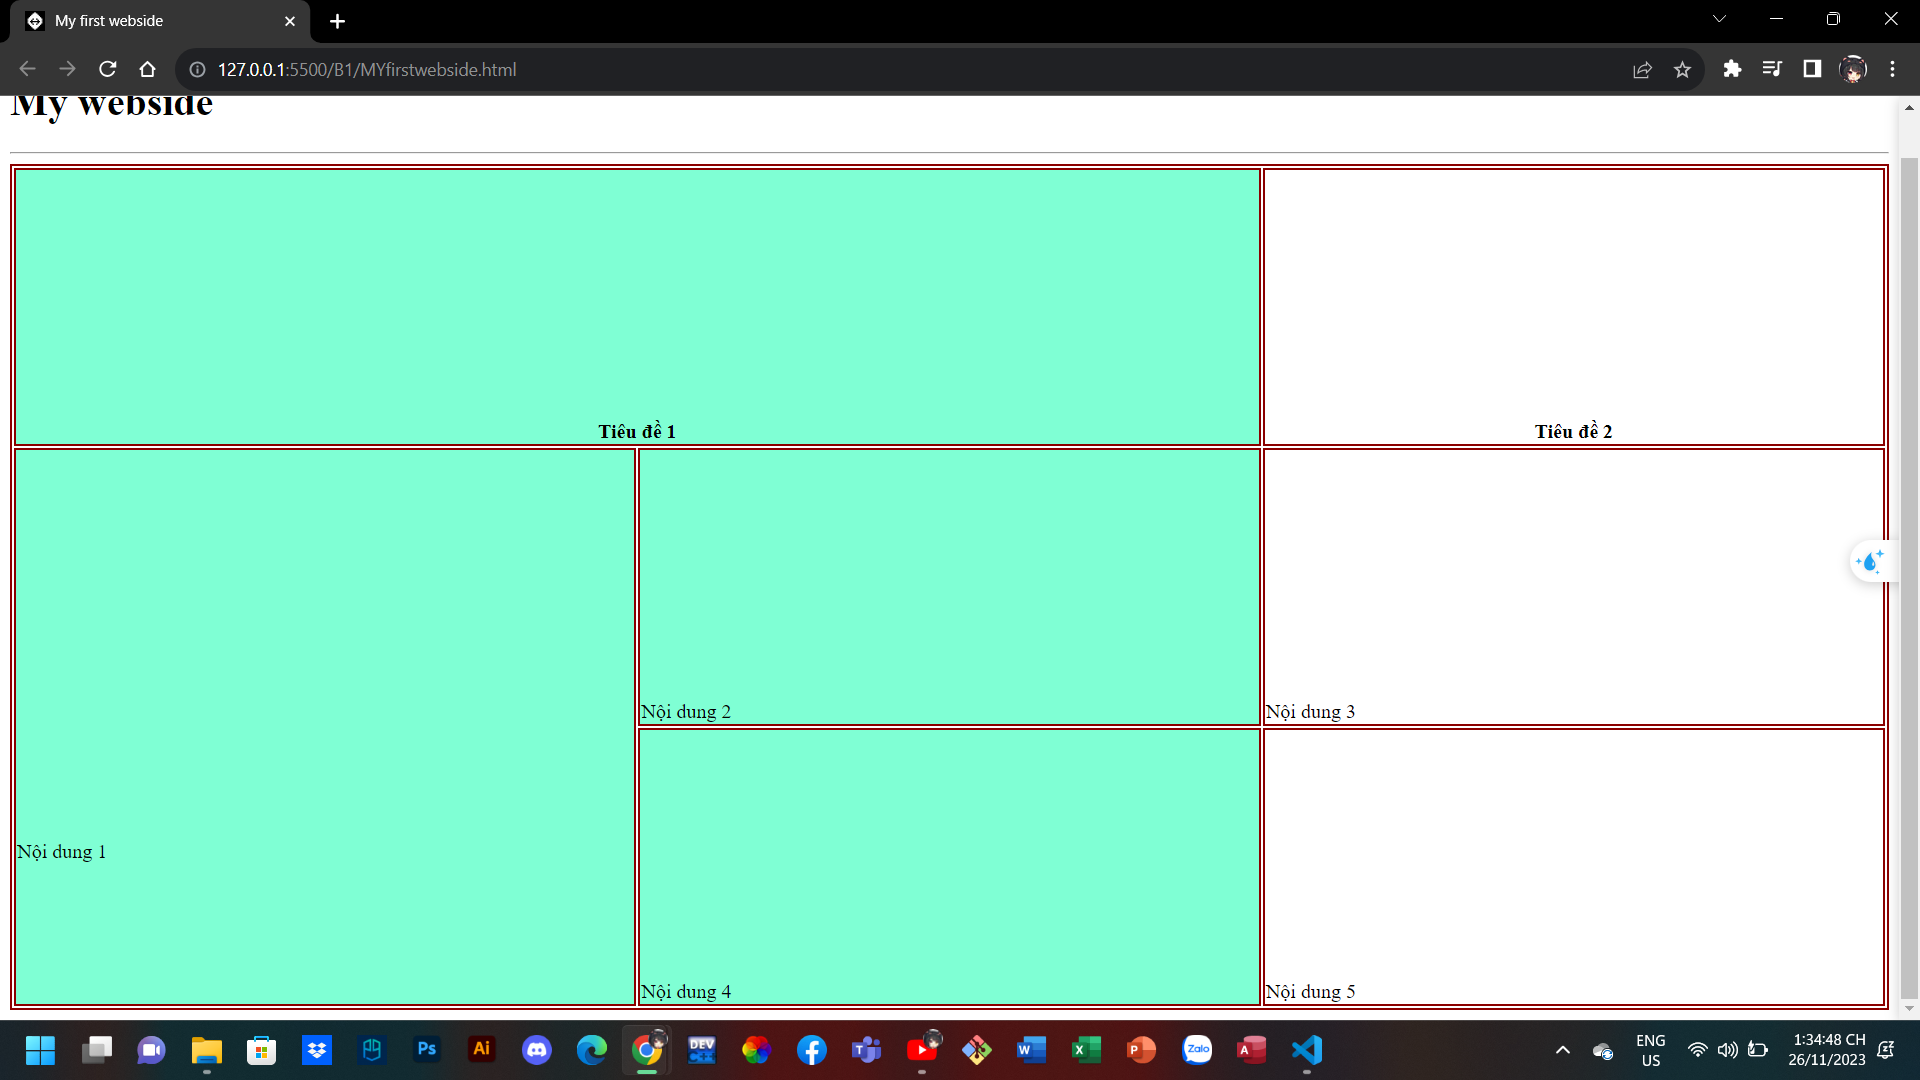 My first webside
127.0.0.1:5500/B1/MYfirstwebside.html
My webside
Tiêu đề 1
Tiêu đề 2
Nội dung 2
Nội dung 3
Nội dung 1
Nội dung 4
Nội dung 5
Ps
Ai
DEV
C++
W
X
P
Zalo
A
ENG
US
1:34:48 CH
26/11/2023